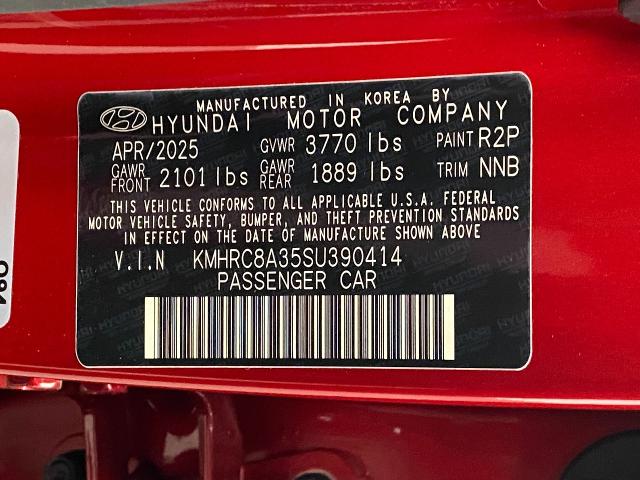 MANUFACTURED IN KOREA BY
HYUNDAI MOTOR COMPANY
APR/2025 GVWR 3770 lbs PAINT R2P
GAWR FRONT 2101 lbs GAWR REAR 1889 lbs TRIM NNB
THIS VEHICLE CONFORMS TO ALL APPLICABLE U.S.A. FEDERAL
MOTOR VEHICLE SAFETY, BUMPER, AND THEFT PREVENTION STANDARDS
IN EFFECT ON THE DATE OF MANUFACTURE SHOWN ABOVE
V.I.N KMHRC8A35SU390414
PASSENGER CAR